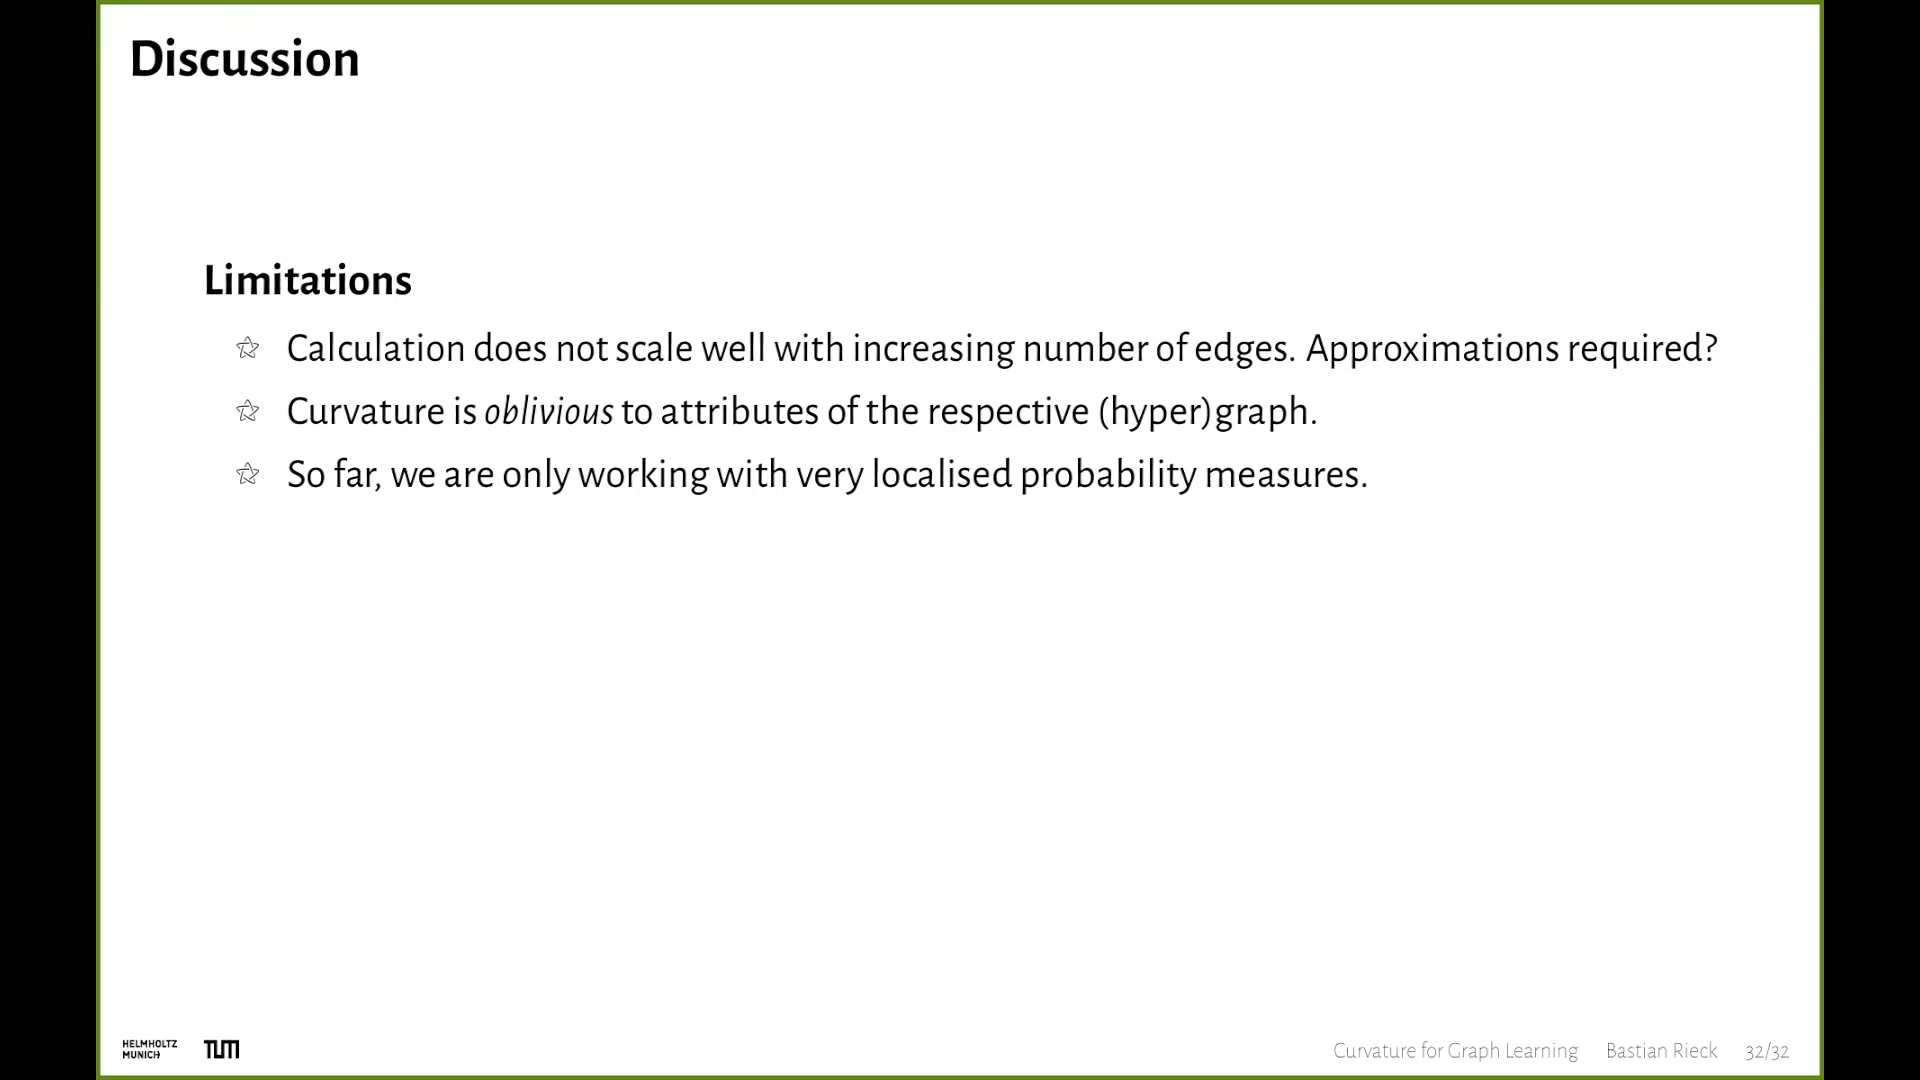 Discussion
Limitations
Calculation does not scale well with increasing number of edges. Approximations required?
Curvature is oblivious to attributes of the respective (hyper)graph.
So far, we are only working with very localised probability measures.
HELMHOLTZ
MUNICH
TUM
Curvature for Graph Learning Bastian Rieck 32/32